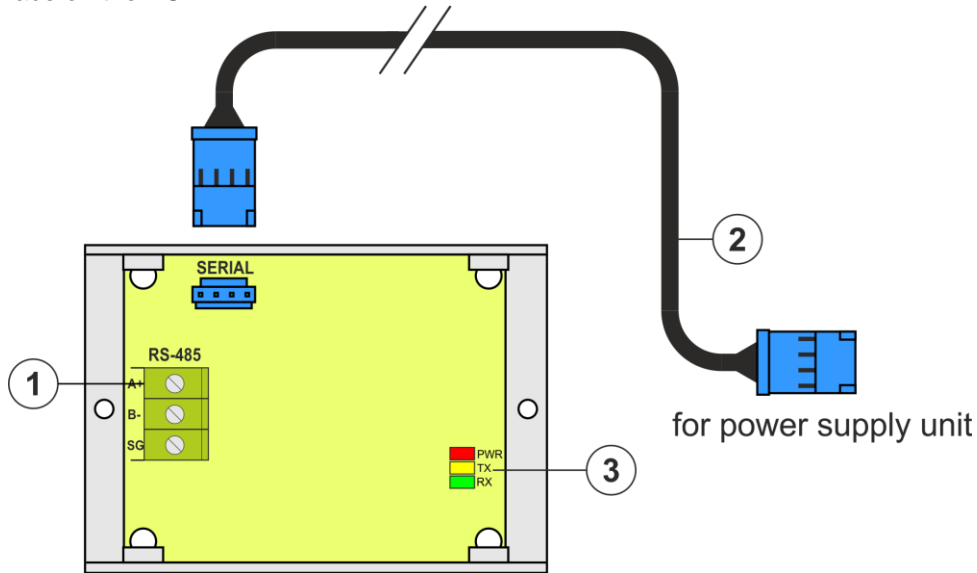 2
SERIAL
RS-485
1
A+
B-
SG
for power supply unit
PWR
TX
RX
3